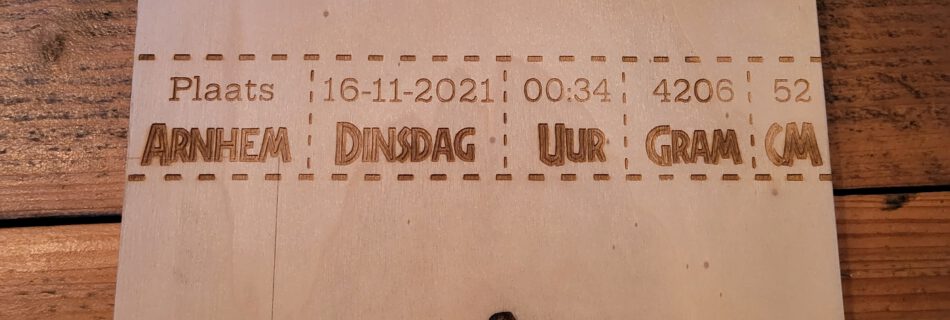 Plaats 16-11-2021 00:34 4206 52
ARNHEM DINSDAG UUR GRAM CM